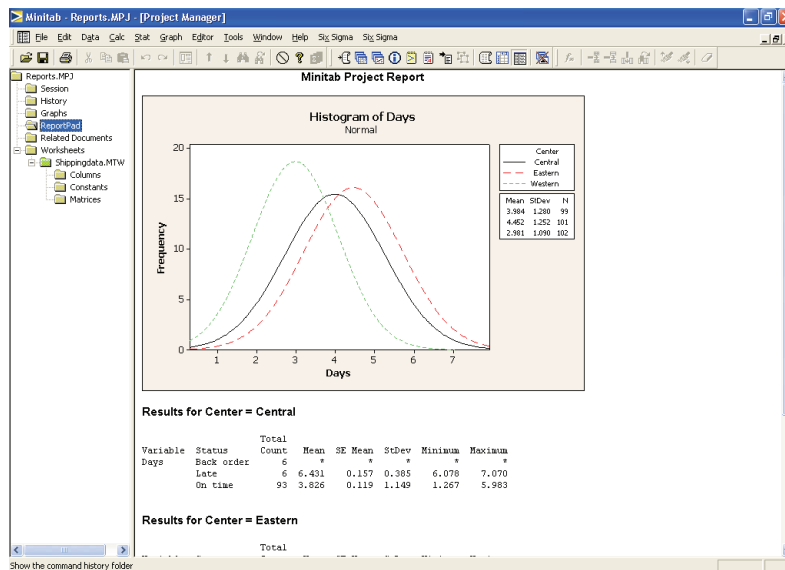 Minitab - Reports.MPJ - [Project Manager]
File Edit Data Calc Stat Graph Editor Tools Window Help Six Sigma Six Sigma
Reports.MPJ
Session
History
Graphs
ReportPad
Related Documents
Worksheets
Shippingdata.MTW
Columns
Constants
Matrices
Minitab Project Report
Histogram of Days
Normal
Frequency
20
15
10
5
0
1 2 3 4 5 6 7
Days
Center
Central
Eastern
Western
Mean StDev N
3.984 1.280 99
4.452 1.252 101
2.981 1.090 102
Results for Center = Central
Total
Variable Status Count Mean SE Mean StDev Minimum Maximum
Days Back order 6 * * * * *
Late 6 6.431 0.157 0.385 6.078 7.070
On time 93 3.826 0.119 1.149 1.267 5.983
Results for Center = Eastern
Total
Show the command history folder